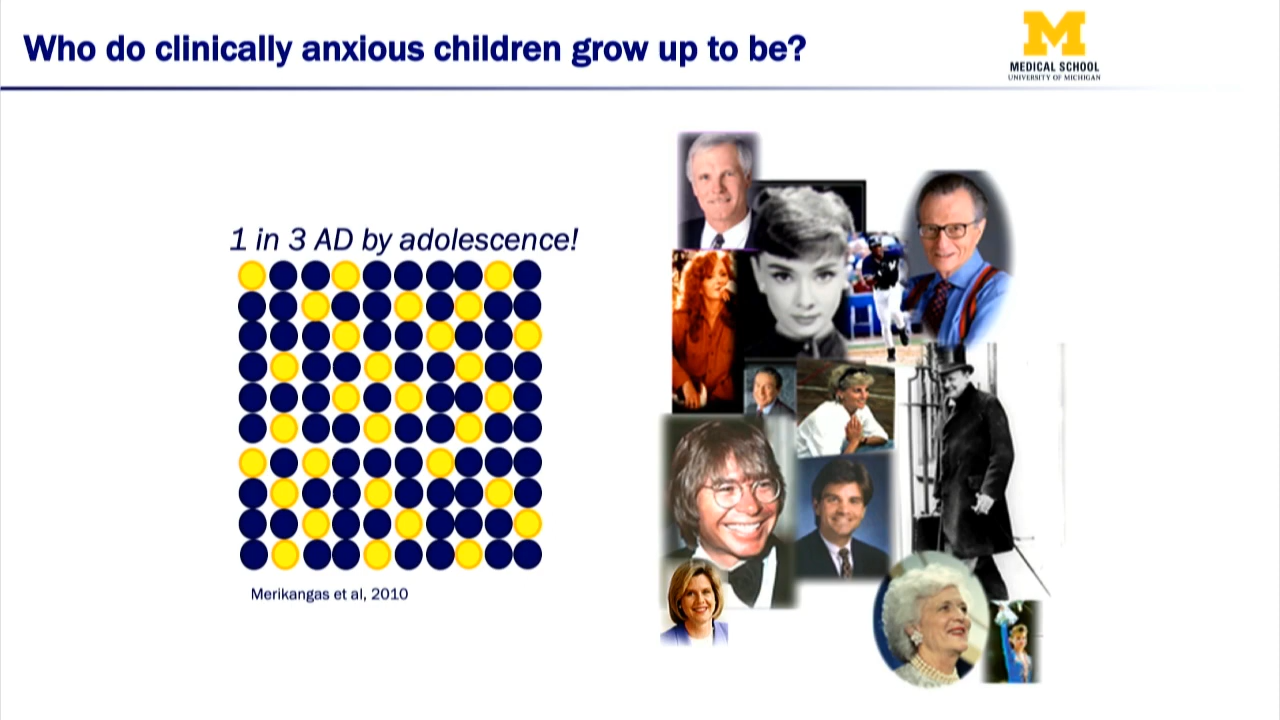 Who do clinically anxious children grow up to be?
M
MEDICAL SCHOOL
UNIVERSITY OF MICHIGAN
1 in 3 AD by adolescence!
Merikangas et al, 2010